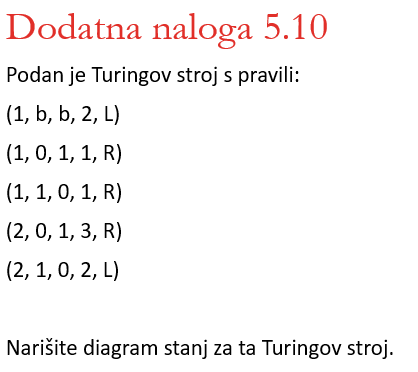 Dodatna naloga 5.10
Podan je Turingov stroj s pravili:
(1, b, b, 2, L)
(1, 0, 1, 1, R)
(1, 1, 0, 1, R)
(2, 0, 1, 3, R)
(2, 1, 0, 2, L)
Narišite diagram stanj za ta Turingov stroj.